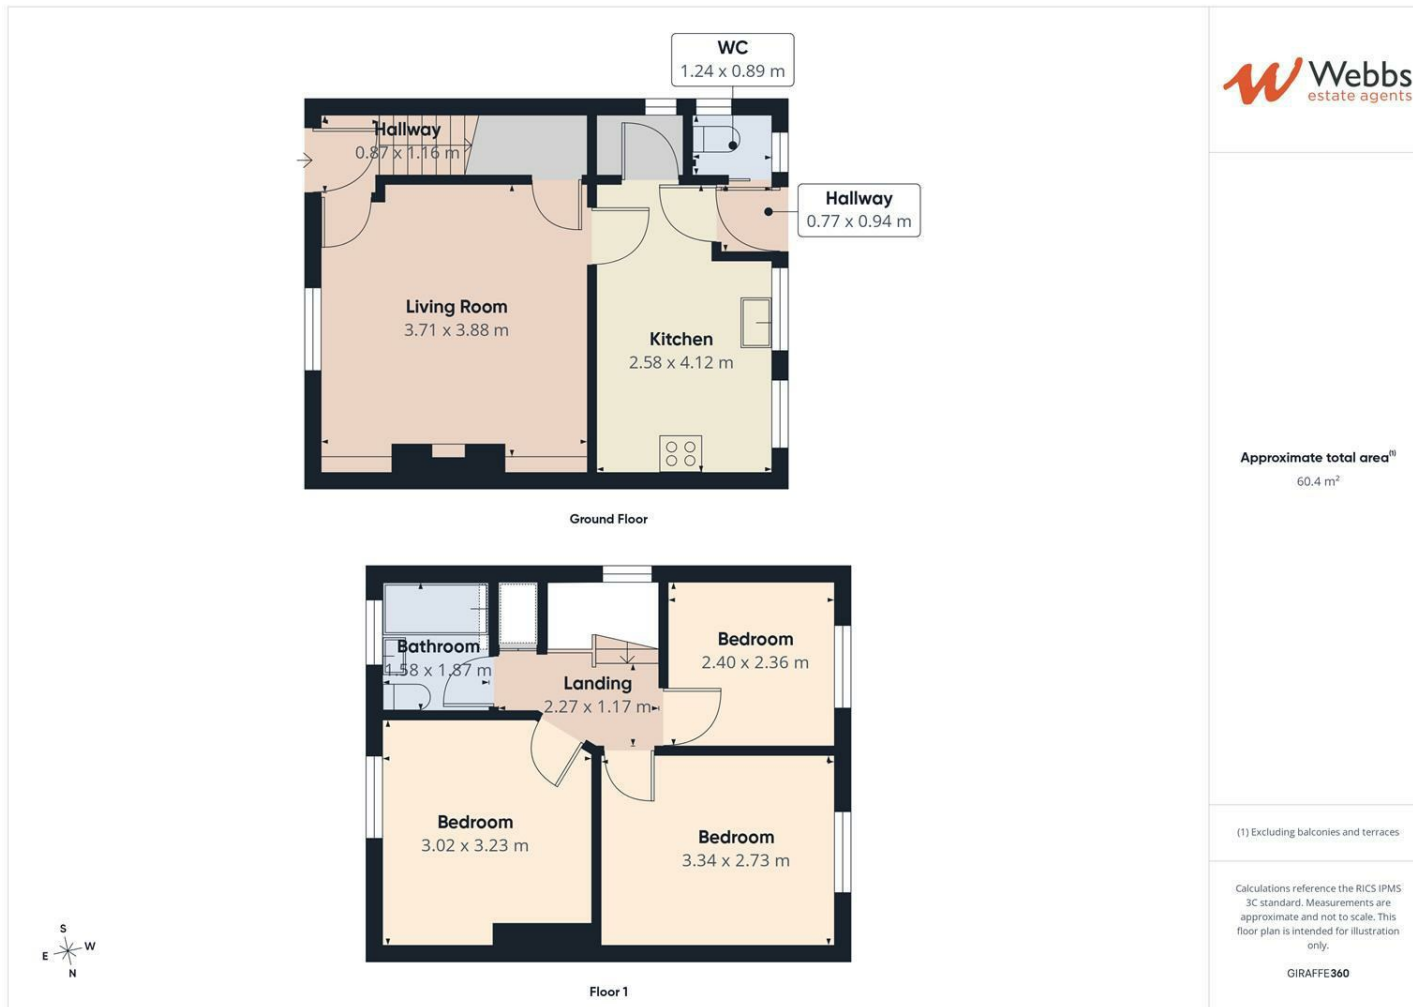 WC
1.24 x 0.89 m
Hallway
0.87 x 1.16 m
Hallway
0.77 x 0.94 m
Living Room
3.71 x 3.88 m
Kitchen
2.58 x 4.12 m
Ground Floor
Bathroom
1.58 x 1.87 m
Landing
2.27 x 1.17 m
Bedroom
2.40 x 2.36 m
Bedroom
3.02 x 3.23 m
Bedroom
3.34 x 2.73 m
Floor 1
S
E W
N
Webbs
estate agents
Approximate total area(1)
60.4 m²
(1) Excluding balconies and terraces
Calculations reference the RICS IPMS
3C standard. Measurements are
approximate and not to scale. This
floor plan is intended for illustration
only.
GIRAFFE360